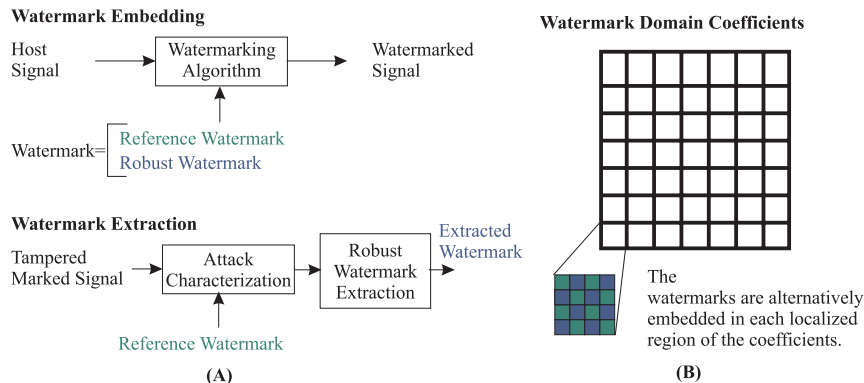 Watermark Embedding
Host
Signal
Watermarking
Algorithm
Watermarked
Signal
Watermark=
Reference Watermark
Robust Watermark
Watermark Extraction
Tampered
Marked Signal
Attack
Characterization
Robust
Watermark
Extraction
Extracted
Watermark
Reference Watermark
(A)
Watermark Domain Coefficients
The
watermarks are alternatively
embedded in each localized
region of the coefficients.
(B)